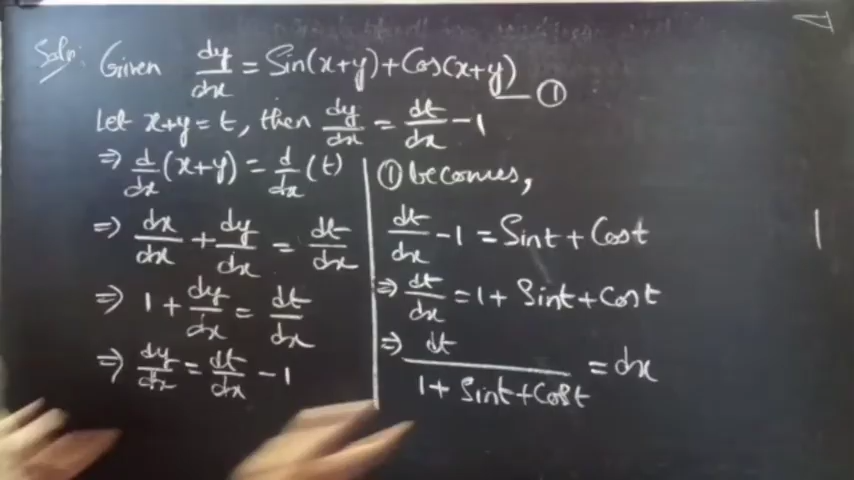 Soln: Given dy/dx = Sin(x+y)+Cos(x+y) — ①
Let x+y = t, then dy/dx = dt/dx - 1
⇒ d/dx (x+y) = d/dx (t)
⇒ dx/dx + dy/dx = dt/dx
⇒ 1 + dy/dx = dt/dx
⇒ dy/dx = dt/dx - 1
① becomes,
dt/dx - 1 = Sint + Cost
⇒ dt/dx = 1 + Sint + Cost
⇒ dt/(1 + Sint + Cost) = dx